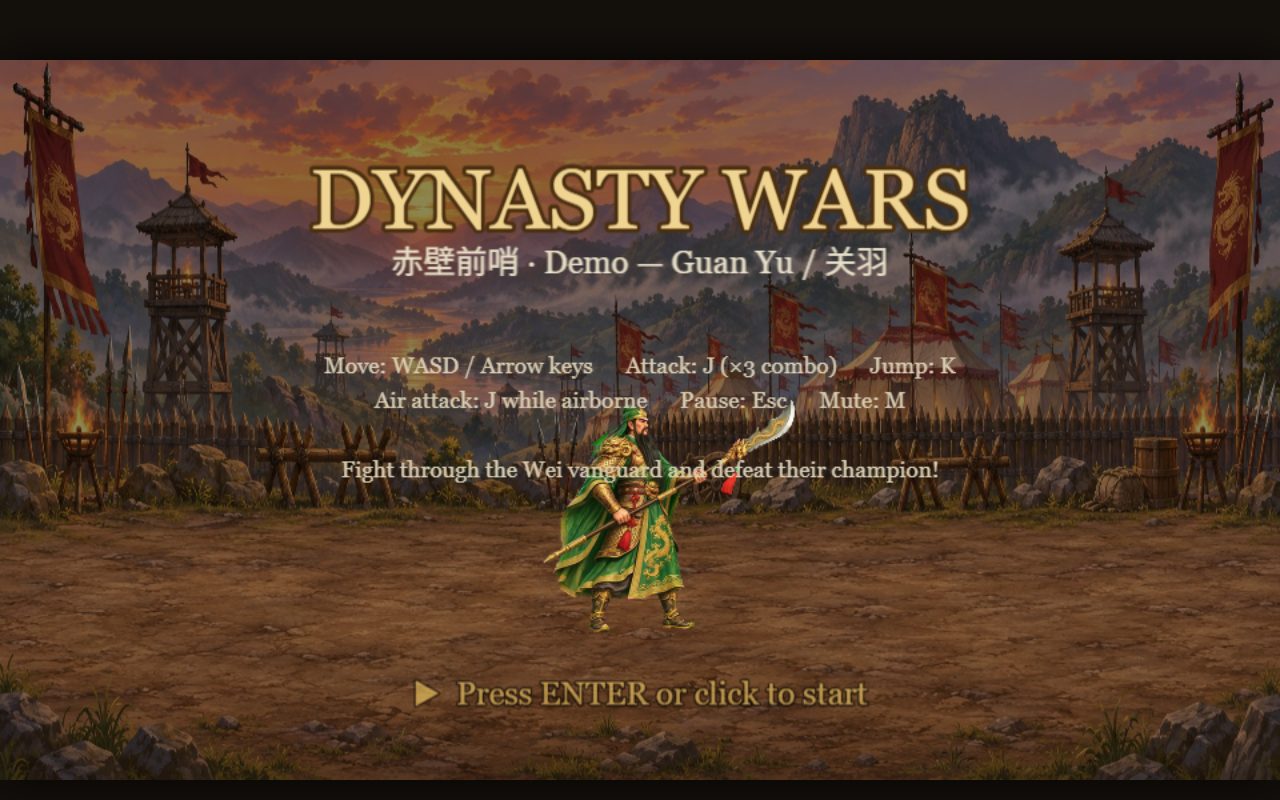 DYNASTY WARS
赤壁前哨 · Demo — Guan Yu / 关羽
Move: WASD / Arrow keys Attack: J (×3 combo) Jump: K
Air attack: J while airborne Pause: Esc Mute: M
Fight through the Wei vanguard and defeat their champion!
▶ Press ENTER or click to start